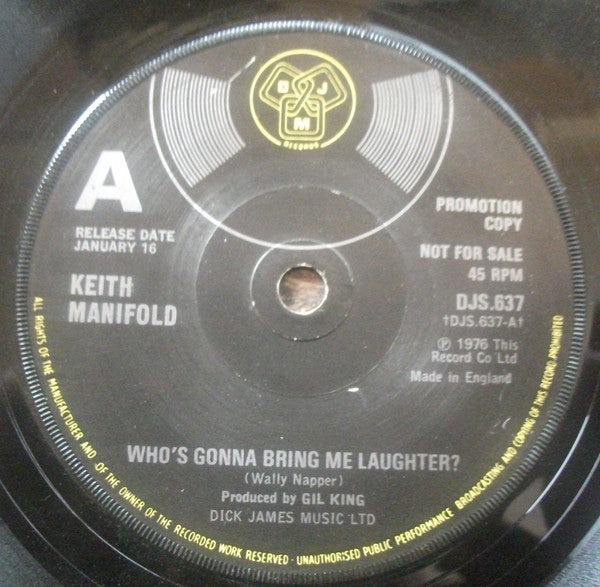 D J M
RECORDS
A
RELEASE DATE
JANUARY 16
KEITH
MANIFOLD
PROMOTION
COPY
NOT FOR SALE
45 RPM
DJS.637
†DJS.637-A†
℗ 1976 This
Record Co Ltd
Made in England
WHO'S GONNA BRING ME LAUGHTER?
(Wally Napper)
Produced by GIL KING
DICK JAMES MUSIC LTD
ALL RIGHTS OF THE MANUFACTURER AND OF THE OWNER OF THE RECORDED WORK RESERVED · UNAUTHORISED PUBLIC PERFORMANCE BROADCASTING AND COPYING OF THIS RECORD PROHIBITED